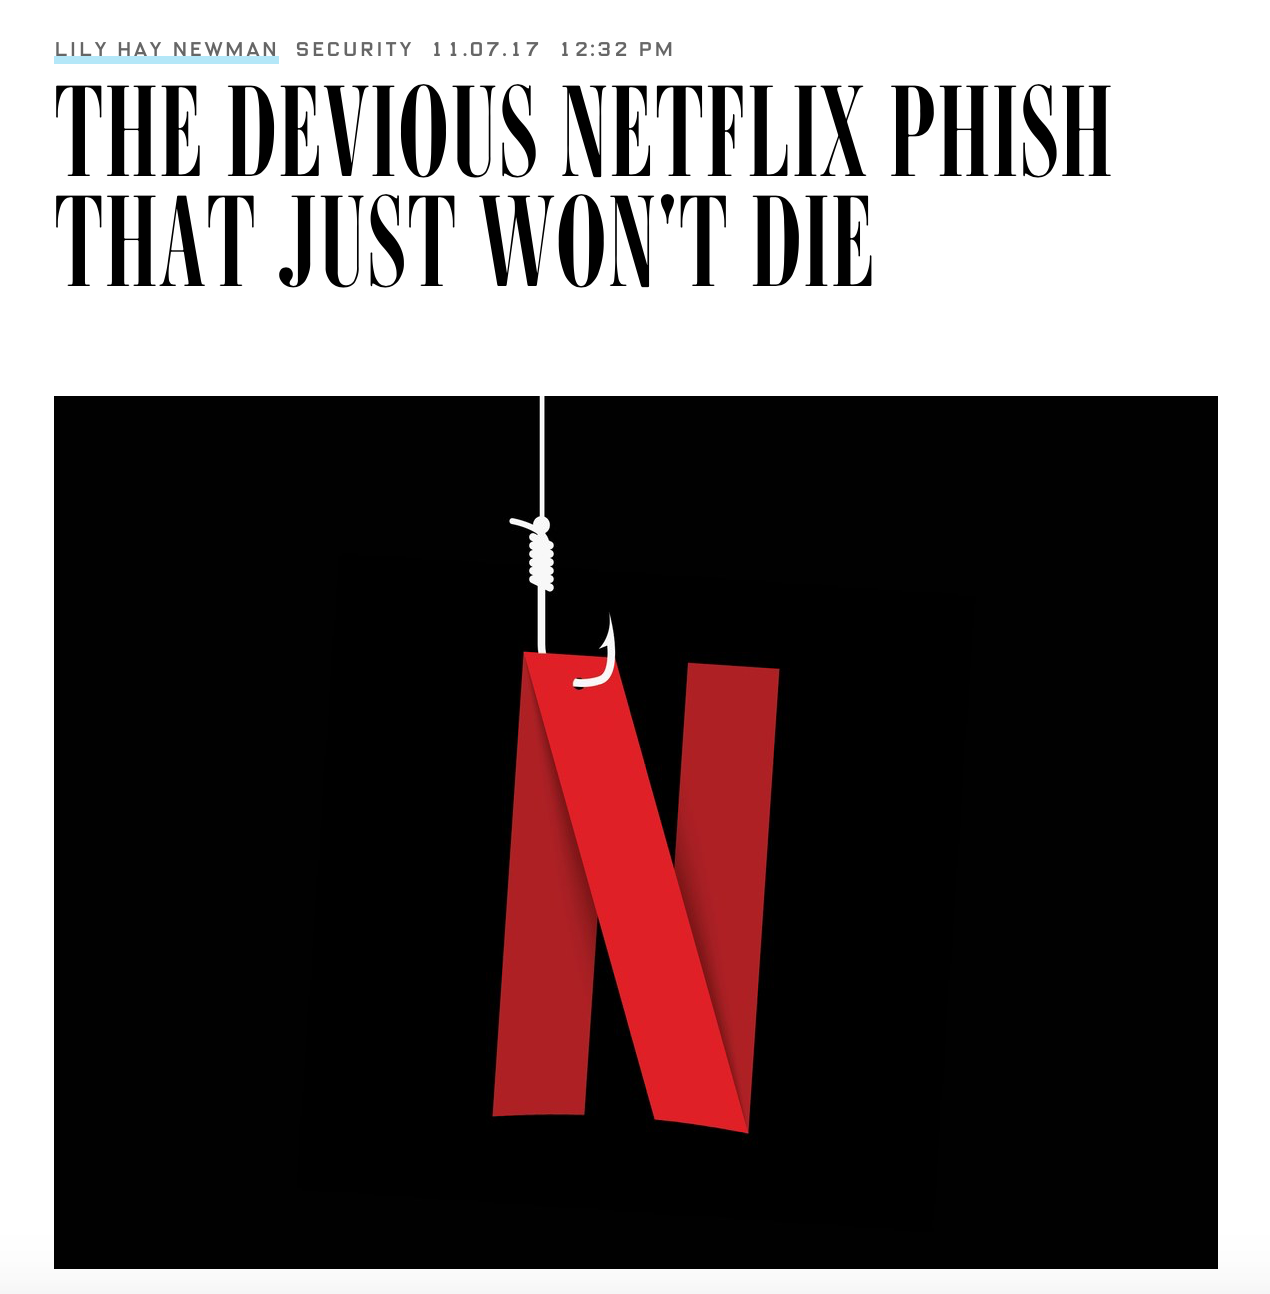 LILY HAY NEWMAN SECURITY 11.07.17 12:32 PM
THE DEVIOUS NETFLIX PHISH
THAT JUST WON'T DIE
N